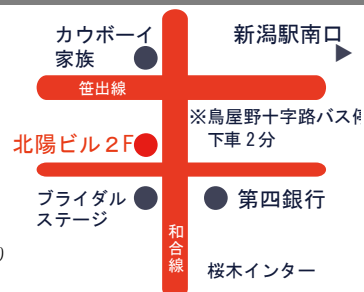 カウボーイ
家族
新潟駅南口
笹出線
※鳥屋野十字路バス停
下車2分
北陽ビル2F
ブライダル
ステージ
第四銀行
和合線
桜木インター
)